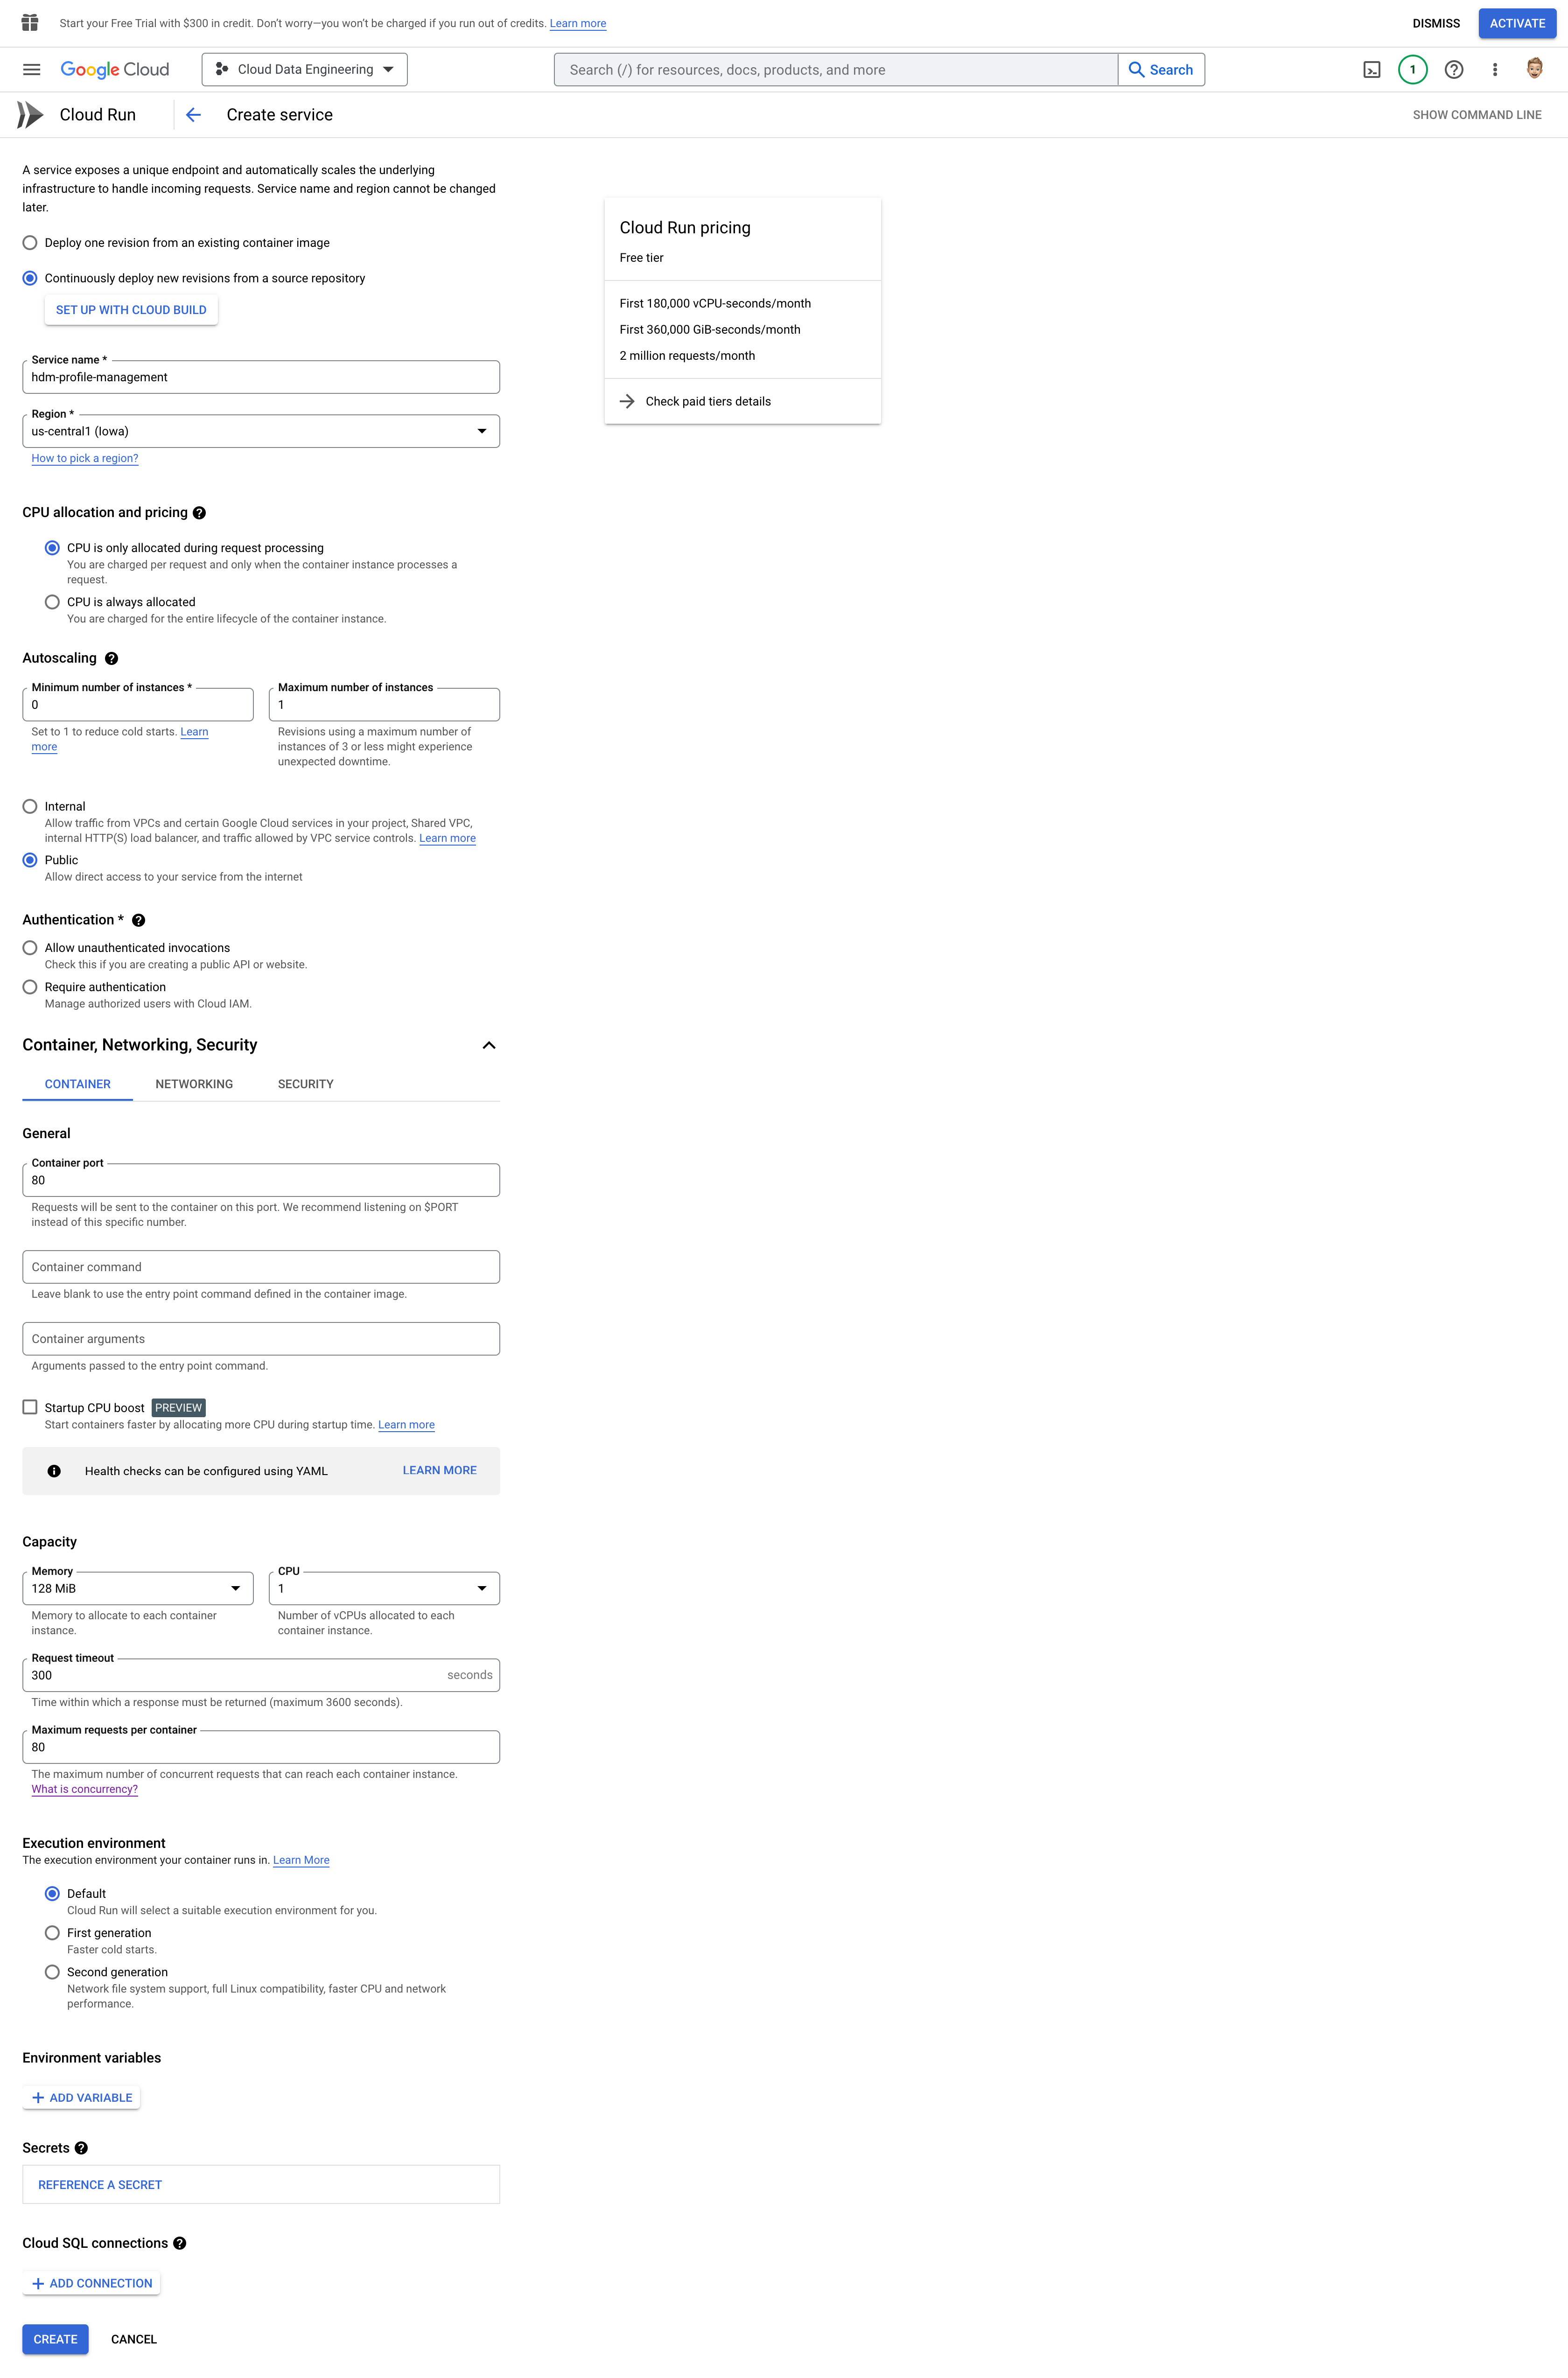 Start your Free Trial with $300 in credit. Don't worry—you won't be charged if you run out of credits. Learn more
DISMISS
ACTIVATE
Google Cloud
Cloud Data Engineering
Search (/) for resources, docs, products, and more
Search
1
Cloud Run
Create service
SHOW COMMAND LINE
A service exposes a unique endpoint and automatically scales the underlying
infrastructure to handle incoming requests. Service name and region cannot be changed
later.
Deploy one revision from an existing container image
Continuously deploy new revisions from a source repository
SET UP WITH CLOUD BUILD
Service name *
hdm-profile-management
Region *
us-central1 (Iowa)
How to pick a region?
Cloud Run pricing
Free tier
First 180,000 vCPU-seconds/month
First 360,000 GiB-seconds/month
2 million requests/month
Check paid tiers details
CPU allocation and pricing
CPU is only allocated during request processing
You are charged per request and only when the container instance processes a
request.
CPU is always allocated
You are charged for the entire lifecycle of the container instance.
Autoscaling
Minimum number of instances *
0
Set to 1 to reduce cold starts. Learn
more
Maximum number of instances
1
Revisions using a maximum number of
instances of 3 or less might experience
unexpected downtime.
Internal
Allow traffic from VPCs and certain Google Cloud services in your project, Shared VPC,
internal HTTP(S) load balancer, and traffic allowed by VPC service controls. Learn more
Public
Allow direct access to your service from the internet
Authentication *
Allow unauthenticated invocations
Check this if you are creating a public API or website.
Require authentication
Manage authorized users with Cloud IAM.
Container, Networking, Security
CONTAINER
NETWORKING
SECURITY
General
Container port
80
Requests will be sent to the container on this port. We recommend listening on $PORT
instead of this specific number.
Container command
Leave blank to use the entry point command defined in the container image.
Container arguments
Arguments passed to the entry point command.
Startup CPU boost PREVIEW
Start containers faster by allocating more CPU during startup time. Learn more
Health checks can be configured using YAML
LEARN MORE
Capacity
Memory
128 MiB
Memory to allocate to each container
instance.
CPU
1
Number of vCPUs allocated to each
container instance.
Request timeout
300
seconds
Time within which a response must be returned (maximum 3600 seconds).
Maximum requests per container
80
The maximum number of concurrent requests that can reach each container instance.
What is concurrency?
Execution environment
The execution environment your container runs in. Learn More
Default
Cloud Run will select a suitable execution environment for you.
First generation
Faster cold starts.
Second generation
Network file system support, full Linux compatibility, faster CPU and network
performance.
Environment variables
ADD VARIABLE
Secrets
REFERENCE A SECRET
Cloud SQL connections
ADD CONNECTION
CREATE
CANCEL